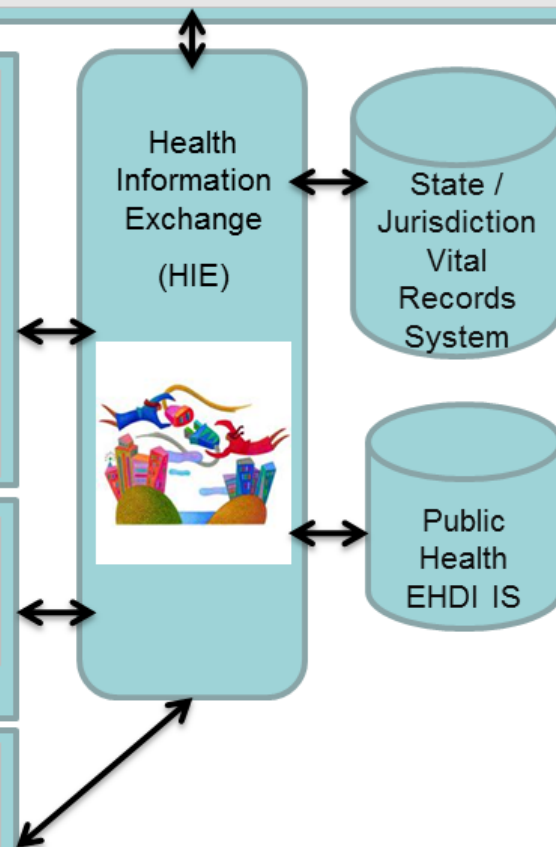 Health
Information
Exchange
(HIE)
State /
Jurisdiction
Vital
Records
System
Public
Health
EHDI IS